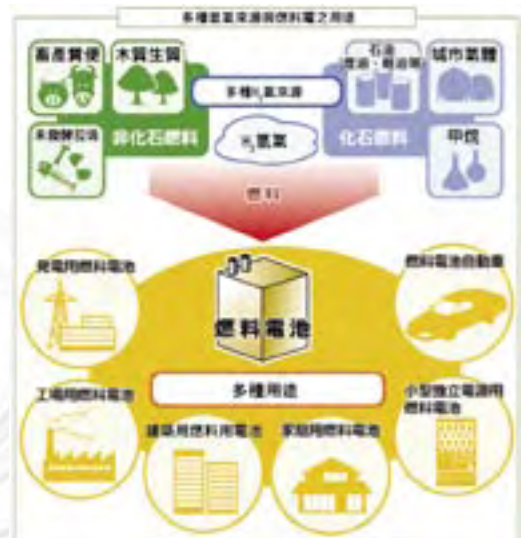 多種氫氣來源與燃料電之用途
畜產糞便
木質生質
石油
城市氣體
多種H₂氣來源
非化石燃料
H₂氫氣
化石燃料
甲烷
燃料
発電用燃料電池
燃料電池自動車
燃料電池
工場用燃料電池
多種用途
小型獨立電源用
燃料電池
建築用燃料用電池
家庭用燃料電池